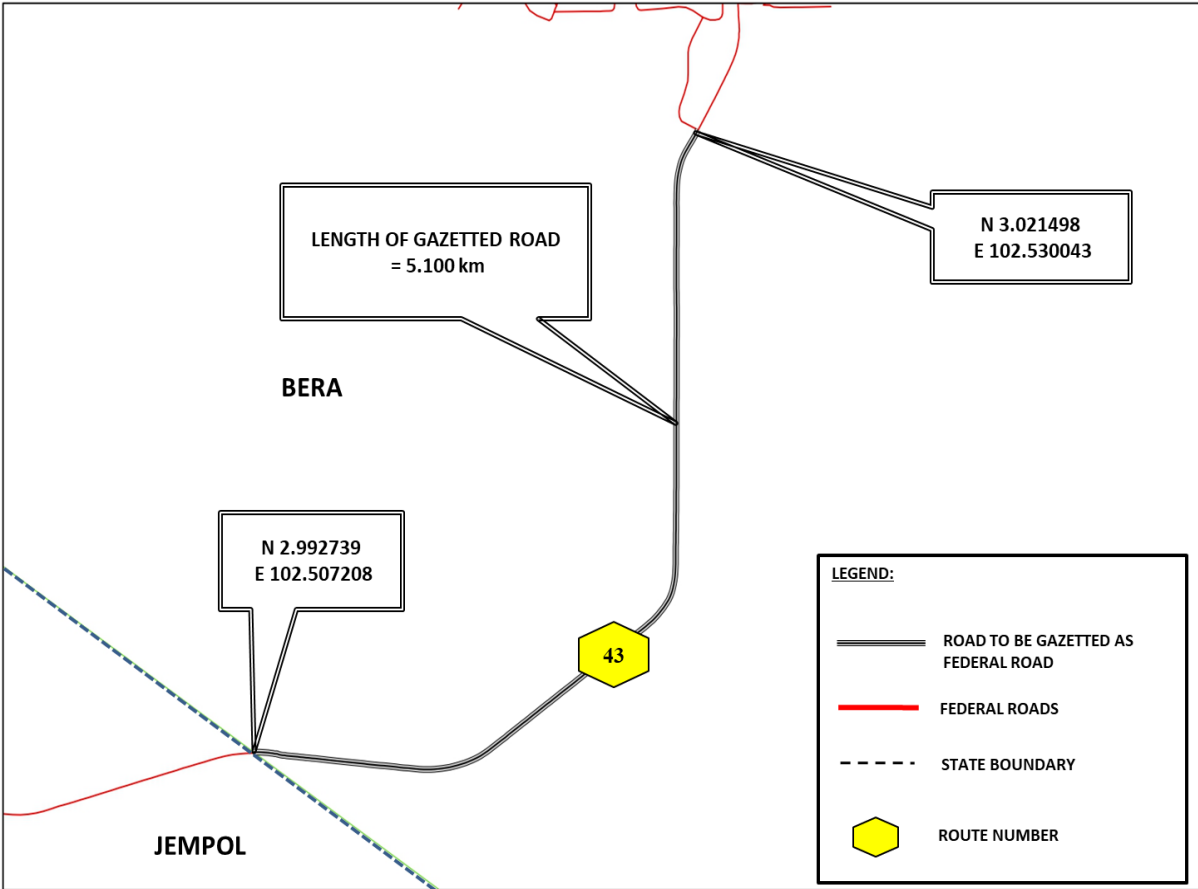 LENGTH OF GAZETTED ROAD
= 5.100 km
N 3.021498
E 102.530043
BERA
N 2.992739
E 102.507208
43
JEMPOL
LEGEND:
ROAD TO BE GAZETTED AS
FEDERAL ROAD
FEDERAL ROADS
STATE BOUNDARY
ROUTE NUMBER